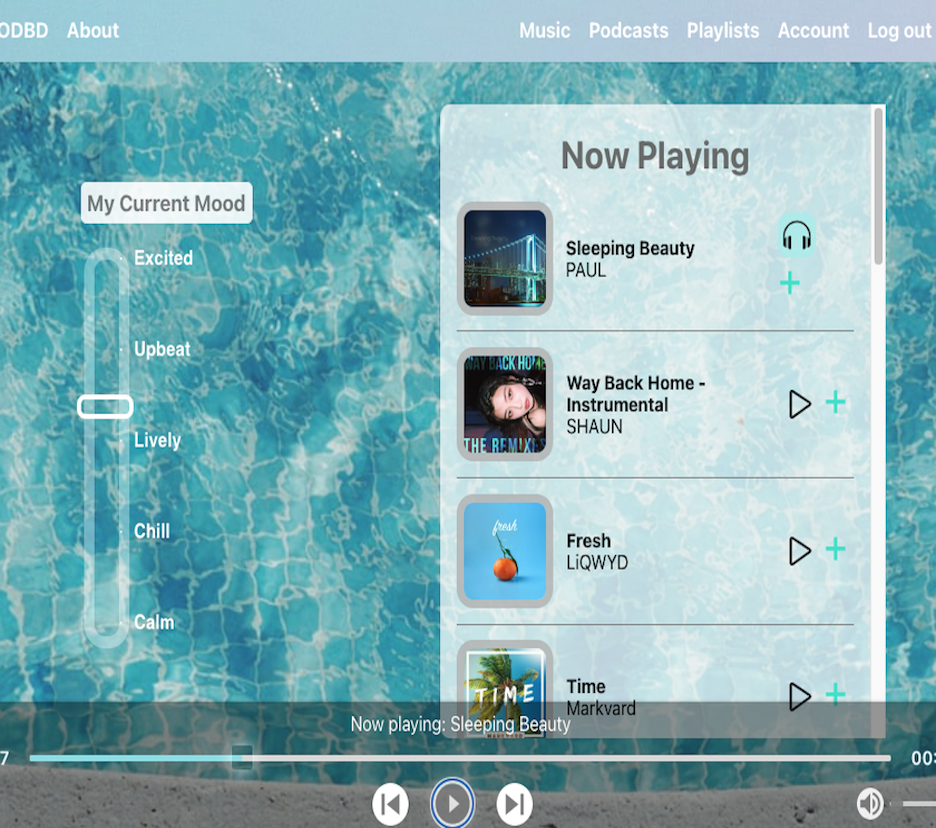 ODBD About Music Podcasts Playlists Account Log out
Now Playing
My Current Mood
Excited
Upbeat
Lively
Chill
Calm
Sleeping Beauty
PAUL
WAY BACK HOME
THE REMIXES
Way Back Home -
Instrumental
SHAUN
fresh
Fresh
LiQWYD
TIME
Time
Markvard
Now playing: Sleeping Beauty
7
00: